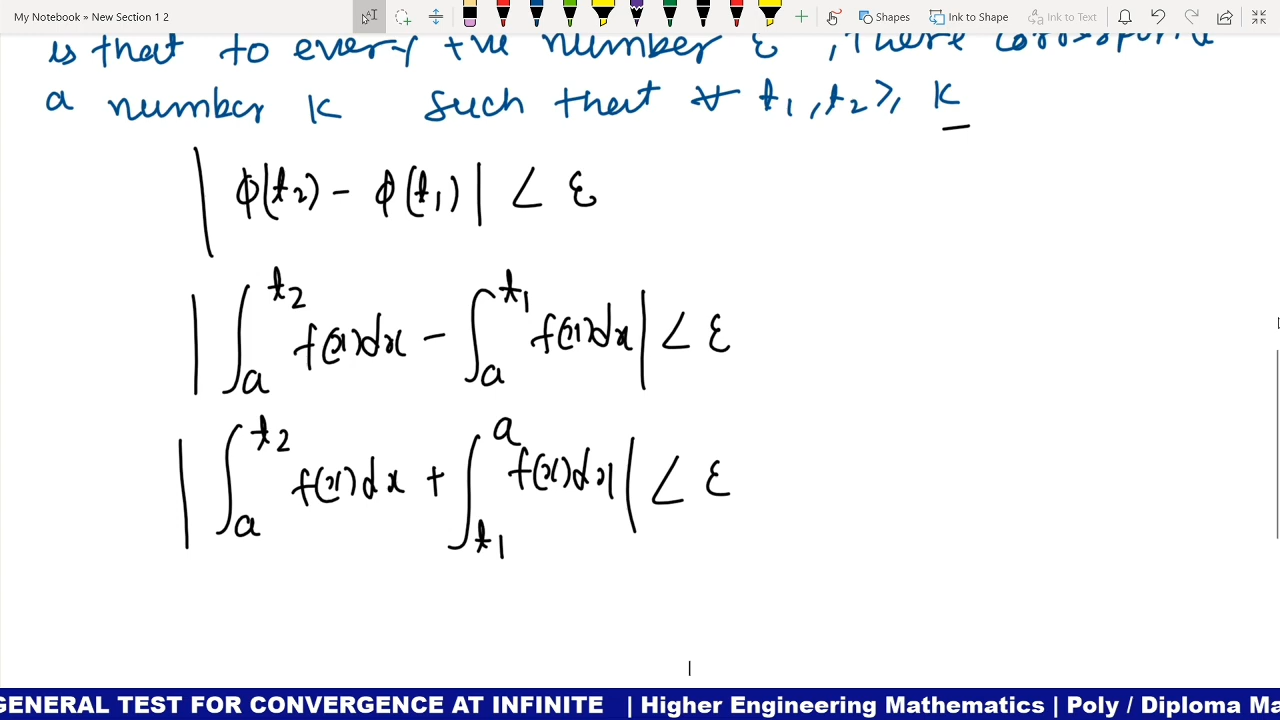 My Notebook » New Section 1 2
Shapes
Ink to Shape
Ink to Text
is that to every +ve number ε, there
a number K such that ∀ t₁, t₂ ≥, K
| ϕ(t₂) - ϕ(t₁) | < ε
| ∫ₐ^t₂ f(x)dx - ∫ₐ^t₁ f(x)dx | < ε
| ∫ₐ^t₂ f(x)dx + ∫_t₁^a f(x)dx | < ε
GENERAL TEST FOR CONVERGENCE AT INFINITE | Higher Engineering Mathematics | Poly / Diploma Ma